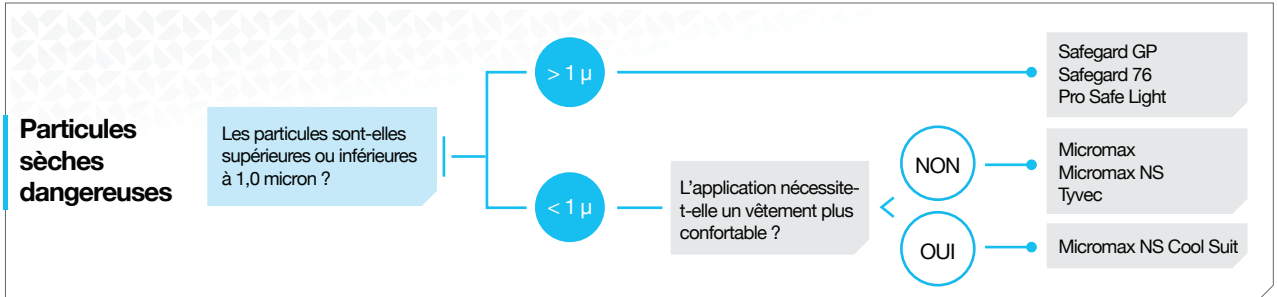 Particules
sèches
dangereuses
Les particules sont-elles
supérieures ou inférieures
à 1,0 micron ?
> 1 µ
Safegard GP
Safegard 76
Pro Safe Light
< 1 µ
L'application nécessite-
t-elle un vêtement plus
confortable ?
NON
Micromax
Micromax NS
Tyvec
OUI
Micromax NS Cool Suit